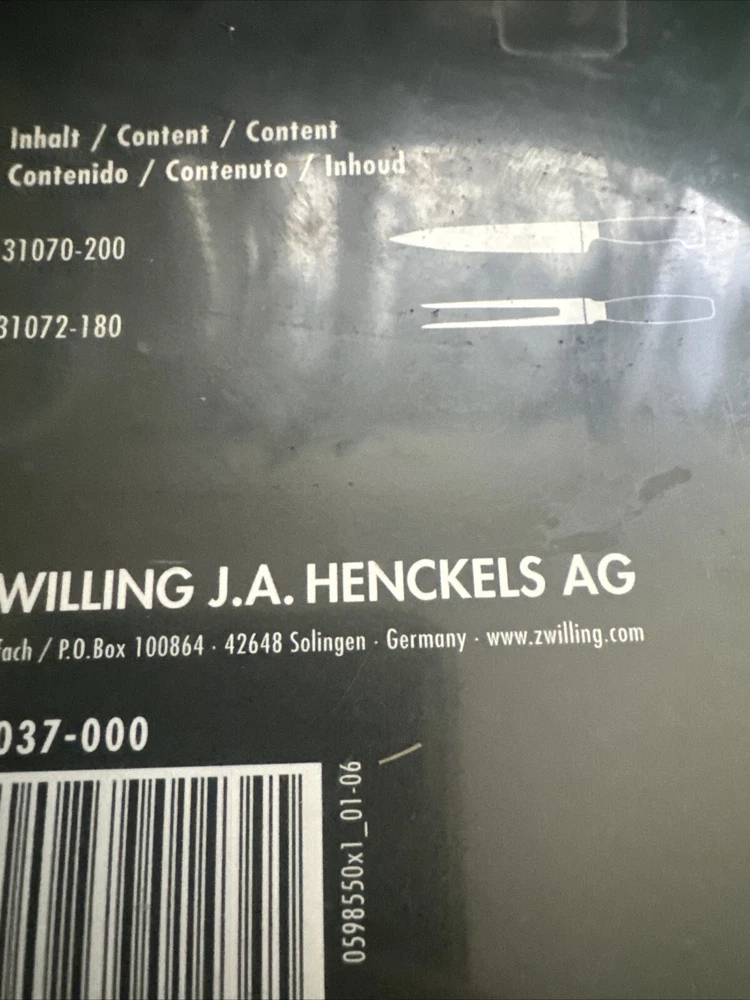 Inhalt / Content / Content
Contenido / Contenuto / Inhoud
31070-200
31072-180
WILLING J.A. HENCKELS AG
fach / P.O.Box 100864 · 42648 Solingen · Germany · www.zwilling.com
037-000
0598550x1_01-06